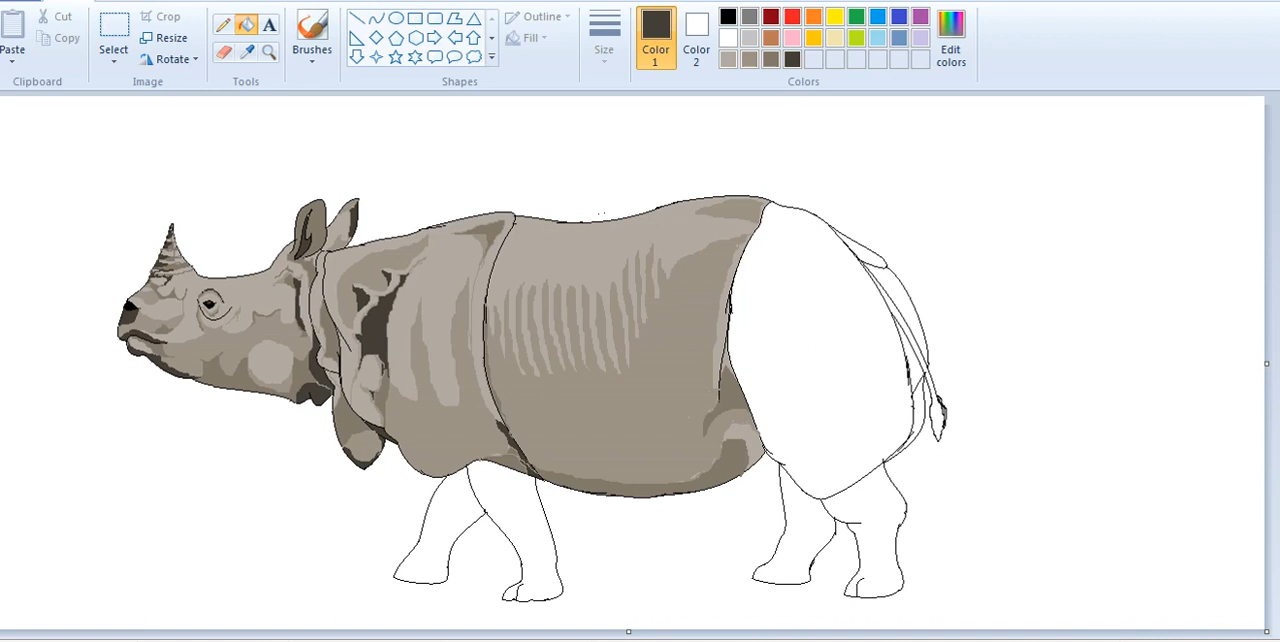 Paste
Cut
Copy
Clipboard
Select
Crop
Resize
Rotate
Image
A
Tools
Brushes
Outline
Fill
Shapes
Size
Color
1
Color
2
Edit
colors
Colors